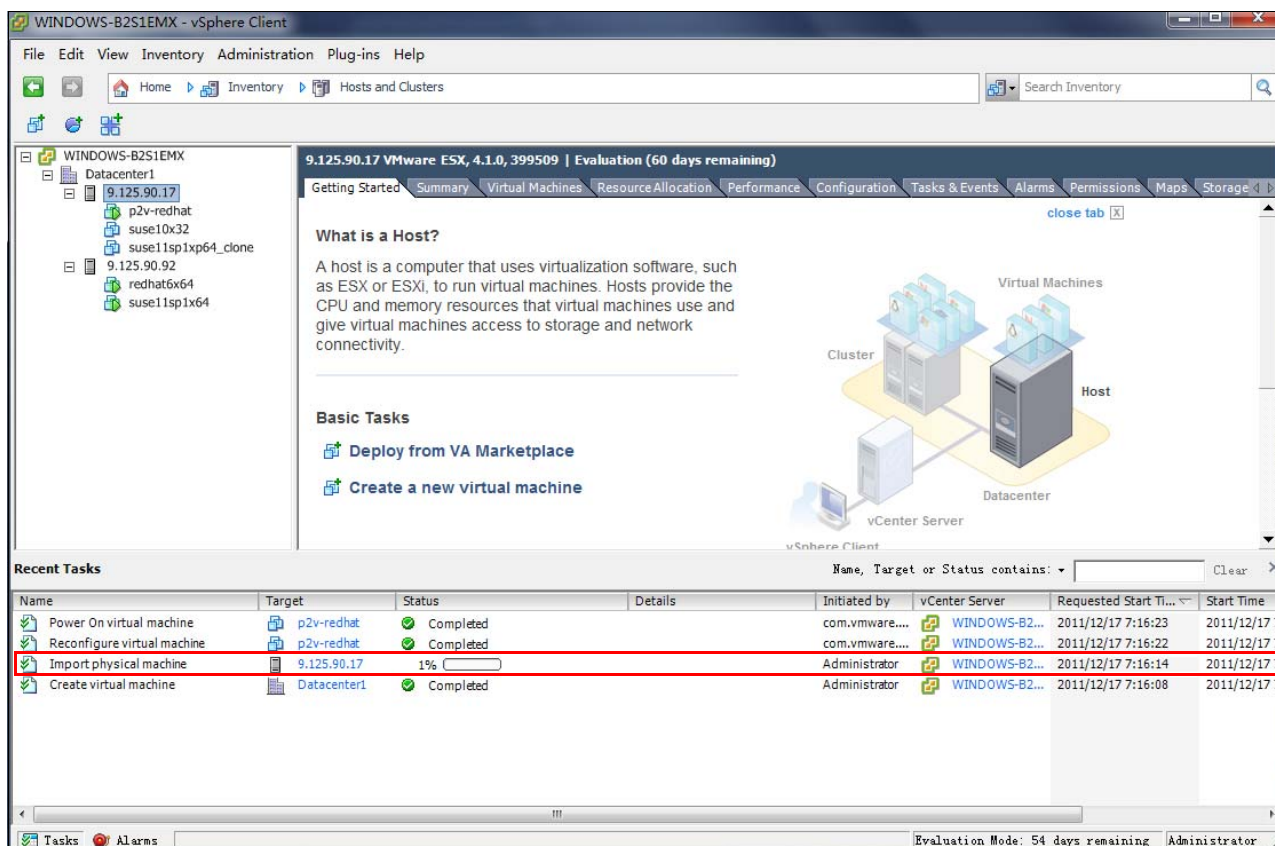 WINDOWS-B2S1EMX - vSphere Client
File Edit View Inventory Administration Plug-ins Help
Home Inventory Hosts and Clusters
Search Inventory
WINDOWS-B2S1EMX
Datacenter1
9.125.90.17
p2v-redhat
suse10x32
suse11sp1xp64_clone
9.125.90.92
redhat6x64
suse11sp1x64
9.125.90.17 VMware ESX, 4.1.0, 399509 | Evaluation (60 days remaining)
Getting Started Summary Virtual Machines Resource Allocation Performance Configuration Tasks & Events Alarms Permissions Maps Storage
close tab X
What is a Host?
A host is a computer that uses virtualization software, such
as ESX or ESXi, to run virtual machines. Hosts provide the
CPU and memory resources that virtual machines use and
give virtual machines access to storage and network
connectivity.
Basic Tasks
Deploy from VA Marketplace
Create a new virtual machine
Virtual Machines
Cluster
Host
Datacenter
vCenter Server
vSphere Client
Recent Tasks
Name, Target or Status contains:
Clear
Name Target Status Details Initiated by vCenter Server Requested Start Ti... Start Time
Power On virtual machine p2v-redhat Completed com.vmware.... WINDOWS-B2... 2011/12/17 7:16:23 2011/12/17
Reconfigure virtual machine p2v-redhat Completed com.vmware.... WINDOWS-B2... 2011/12/17 7:16:22 2011/12/17
Import physical machine 9.125.90.17 1% Administrator WINDOWS-B2... 2011/12/17 7:16:14 2011/12/17
Create virtual machine Datacenter1 Completed Administrator WINDOWS-B2... 2011/12/17 7:16:08 2011/12/17
Tasks Alarms
Evaluation Mode: 54 days remaining Administrator